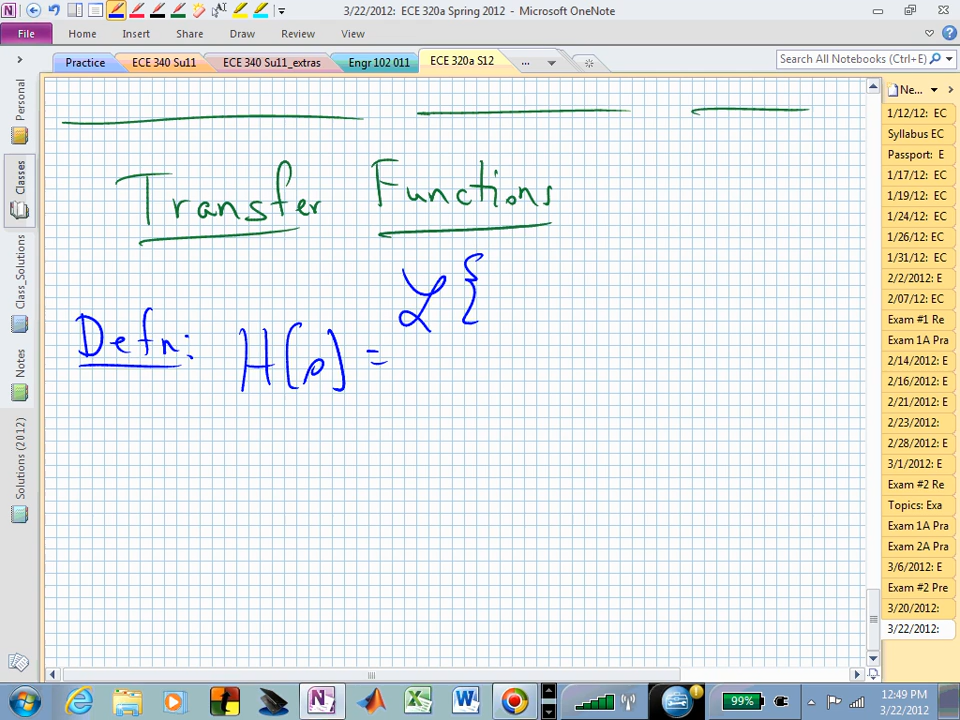 3/22/2012: ECE 320a Spring 2012 - Microsoft OneNote
File Home Insert Share Draw Review View
Practice ECE 340 Su11 ECE 340 Su11_extras Engr 102 011 ECE 320a S12 ... Search All Notebooks (Ctrl+E)
Personal
Classes
Class_Solutions
Notes
Solutions (2012)
Transfer Functions
Defn: H(s) = ℒ{
Ne...
1/12/12: EC
Syllabus EC
Passport: E
1/17/12: EC
1/19/12: EC
1/24/12: EC
1/26/12: EC
1/31/12: EC
2/2/2012: E
2/07/12: EC
Exam #1 Re
Exam 1A Pra
2/14/2012: E
2/16/2012: E
2/21/2012: E
2/23/2012:
2/28/2012: E
3/1/2012: E
Exam #2 Re
Topics: Exa
Exam 1A Pra
Exam 2A Pra
3/6/2012: E
Exam #2 Pre
3/20/2012:
3/22/2012:
99%
12:49 PM
3/22/2012